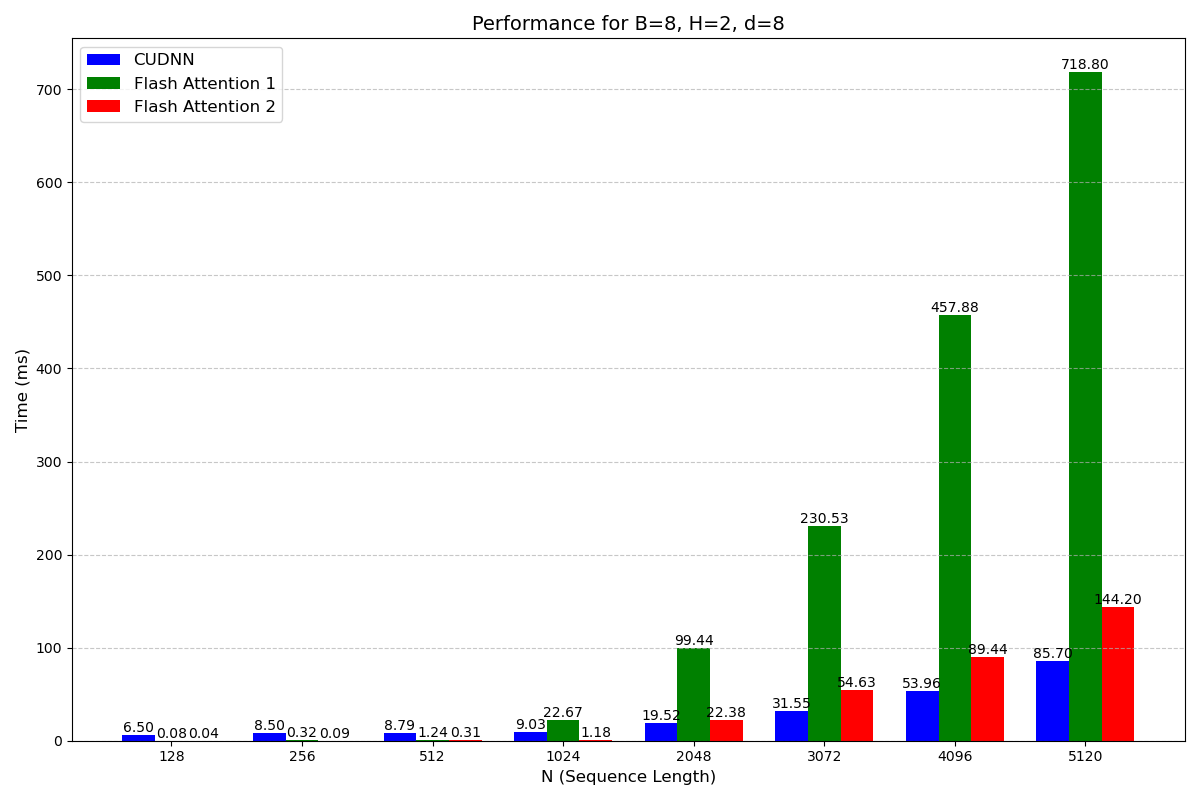 Performance for B=8, H=2, d=8
CUDNN
Flash Attention 1
Flash Attention 2
Time (ms)
700
600
500
400
300
200
100
0
6.50 0.08 0.04
8.50 0.32 0.09
8.79 1.24 0.31
9.03 22.67 1.18
19.52 99.44 22.38
31.55 230.53 54.63
53.96 457.88 89.44
85.70 718.80 144.20
128 256 512 1024 2048 3072 4096 5120
N (Sequence Length)